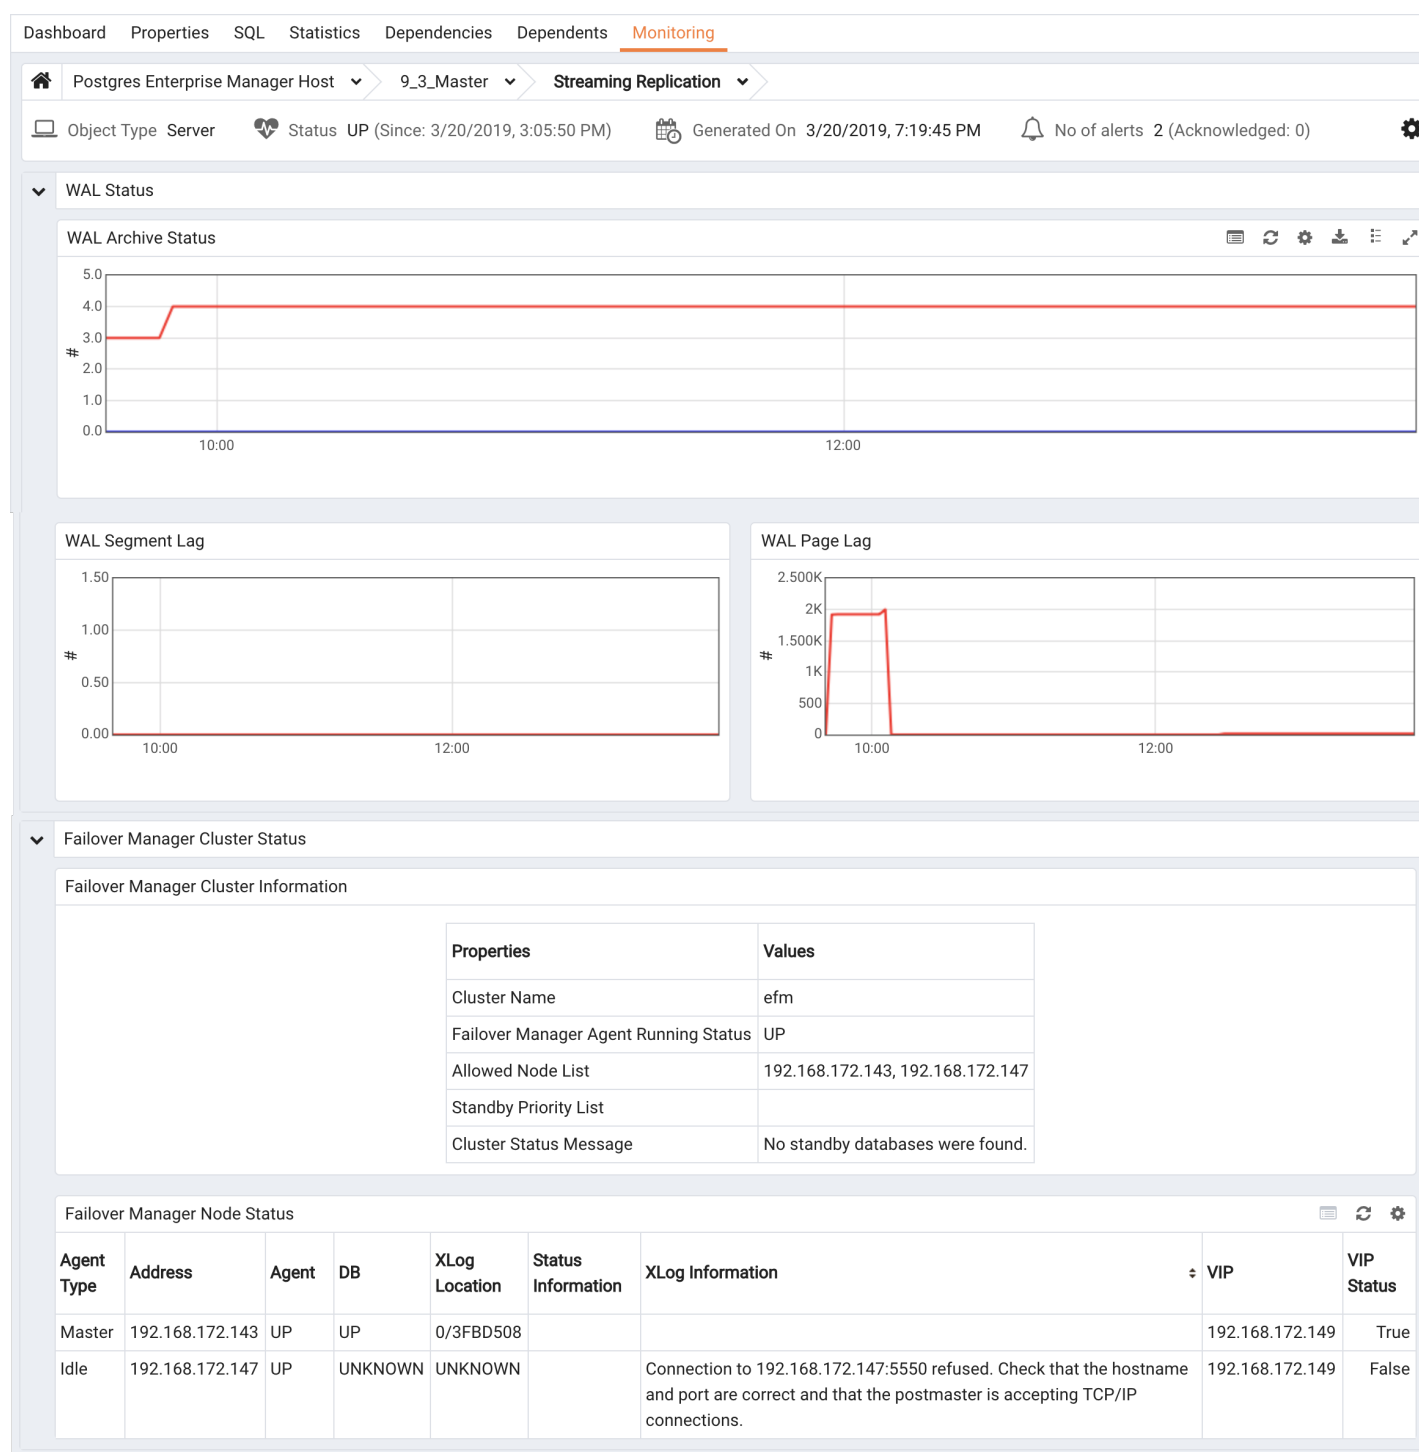 Dashboard Properties SQL Statistics Dependencies Dependents Monitoring
Postgres Enterprise Manager Host 9_3_Master Streaming Replication
Object Type Server Status UP (Since: 3/20/2019, 3:05:50 PM) Generated On 3/20/2019, 7:19:45 PM No of alerts 2 (Acknowledged: 0)
WAL Status
WAL Archive Status
5.0
4.0
3.0
#
2.0
1.0
0.0
10:00 12:00
WAL Segment Lag
1.50
1.00
#
0.50
0.00
10:00 12:00
WAL Page Lag
2.500K
2K
1.500K
#
1K
500
0
10:00 12:00
Failover Manager Cluster Status
Failover Manager Cluster Information
Properties Values
Cluster Name efm
Failover Manager Agent Running Status UP
Allowed Node List 192.168.172.143, 192.168.172.147
Standby Priority List
Cluster Status Message No standby databases were found.
Failover Manager Node Status
Agent Type Address Agent DB XLog Location Status Information XLog Information VIP VIP Status
Master 192.168.172.143 UP UP 0/3FBD508 192.168.172.149 True
Idle 192.168.172.147 UP UNKNOWN UNKNOWN Connection to 192.168.172.147:5550 refused. Check that the hostname 192.168.172.149 False
and port are correct and that the postmaster is accepting TCP/IP
connections.